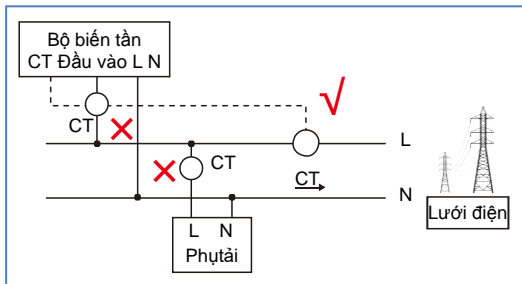 Bộ biến tần
CT Đầu vào L N
CT
CT
L
CT
N
Lưới điện
L N
Phụtải